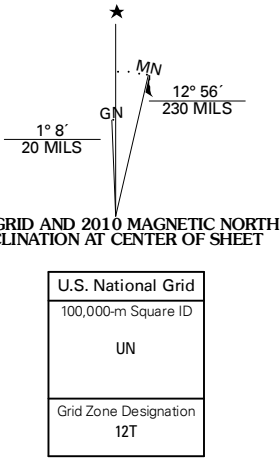 MN
GN
12° 56´
230 MILS
1° 8´
20 MILS
GRID AND 2010 MAGNETIC NORTH
CLINATION AT CENTER OF SHEET
U.S. National Grid
100,000-m Square ID
UN
Grid Zone Designation
12T